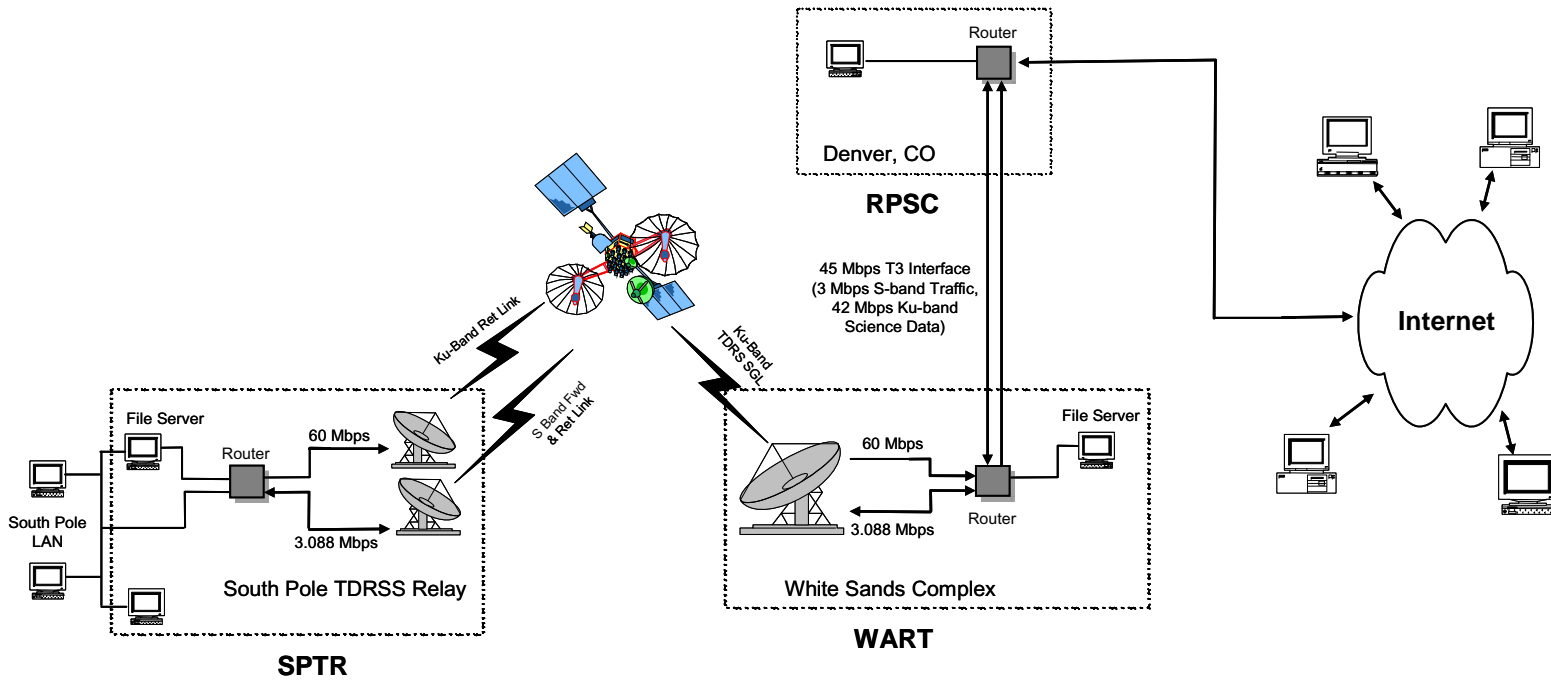 Router
Denver, CO
RPSC
45 Mbps T3 Interface
(3 Mbps S-band Traffic,
42 Mbps Ku-band
Science Data)
Internet
Ku-Band Ret Link
S Band Fwd
& Ret Link
Ku-Band
TDRS SGL
File Server
Router
60 Mbps
3.088 Mbps
South Pole
LAN
South Pole TDRSS Relay
SPTR
60 Mbps
3.088 Mbps
File Server
Router
White Sands Complex
WART